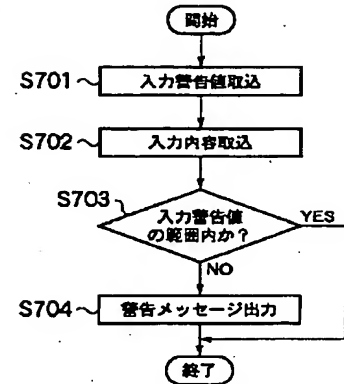 開始
S701 入力警告値取込
S702 入力内容取込
S703
入力警告値
の範囲内か?
YES
NO
S704 警告メッセージ出力
終了